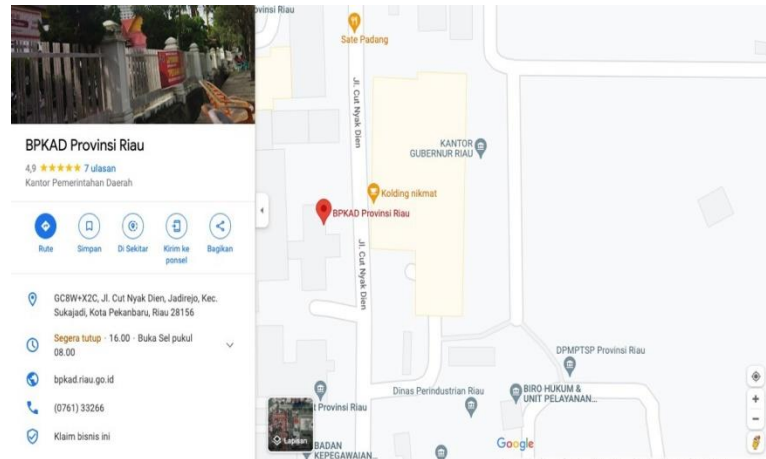 BPKAD Provinsi Riau
4,9 ★★★★★ 7 ulasan
Kantor Pemerintahan Daerah
Rute
Simpan
Di Sekitar
Kirim ke
ponsel
Bagikan
GC8W+X2C, Jl. Cut Nyak Dien, Jadirejo, Kec.
Sukajadi, Kota Pekanbaru, Riau 28156
Segera tutup · 16.00 · Buka Sel pukul
08.00
bpkad.riau.go.id
(0761) 33266
Klaim bisnis ini
ovinsi Riau
Sate Padang
Jl. Cut Nyak Dien
KANTOR
GUBERNUR RIAU
Kolding nikmat
BPKAD Provinsi Riau
Jl. Cut Nyak Dien
DPMPTSP Provinsi Riau
Dinas Perindustrian Riau
BIRO HUKUM &
UNIT PELAYANAN...
t Provinsi Riau
Lapisan
BADAN
KEPEGAWAIAN...
Google